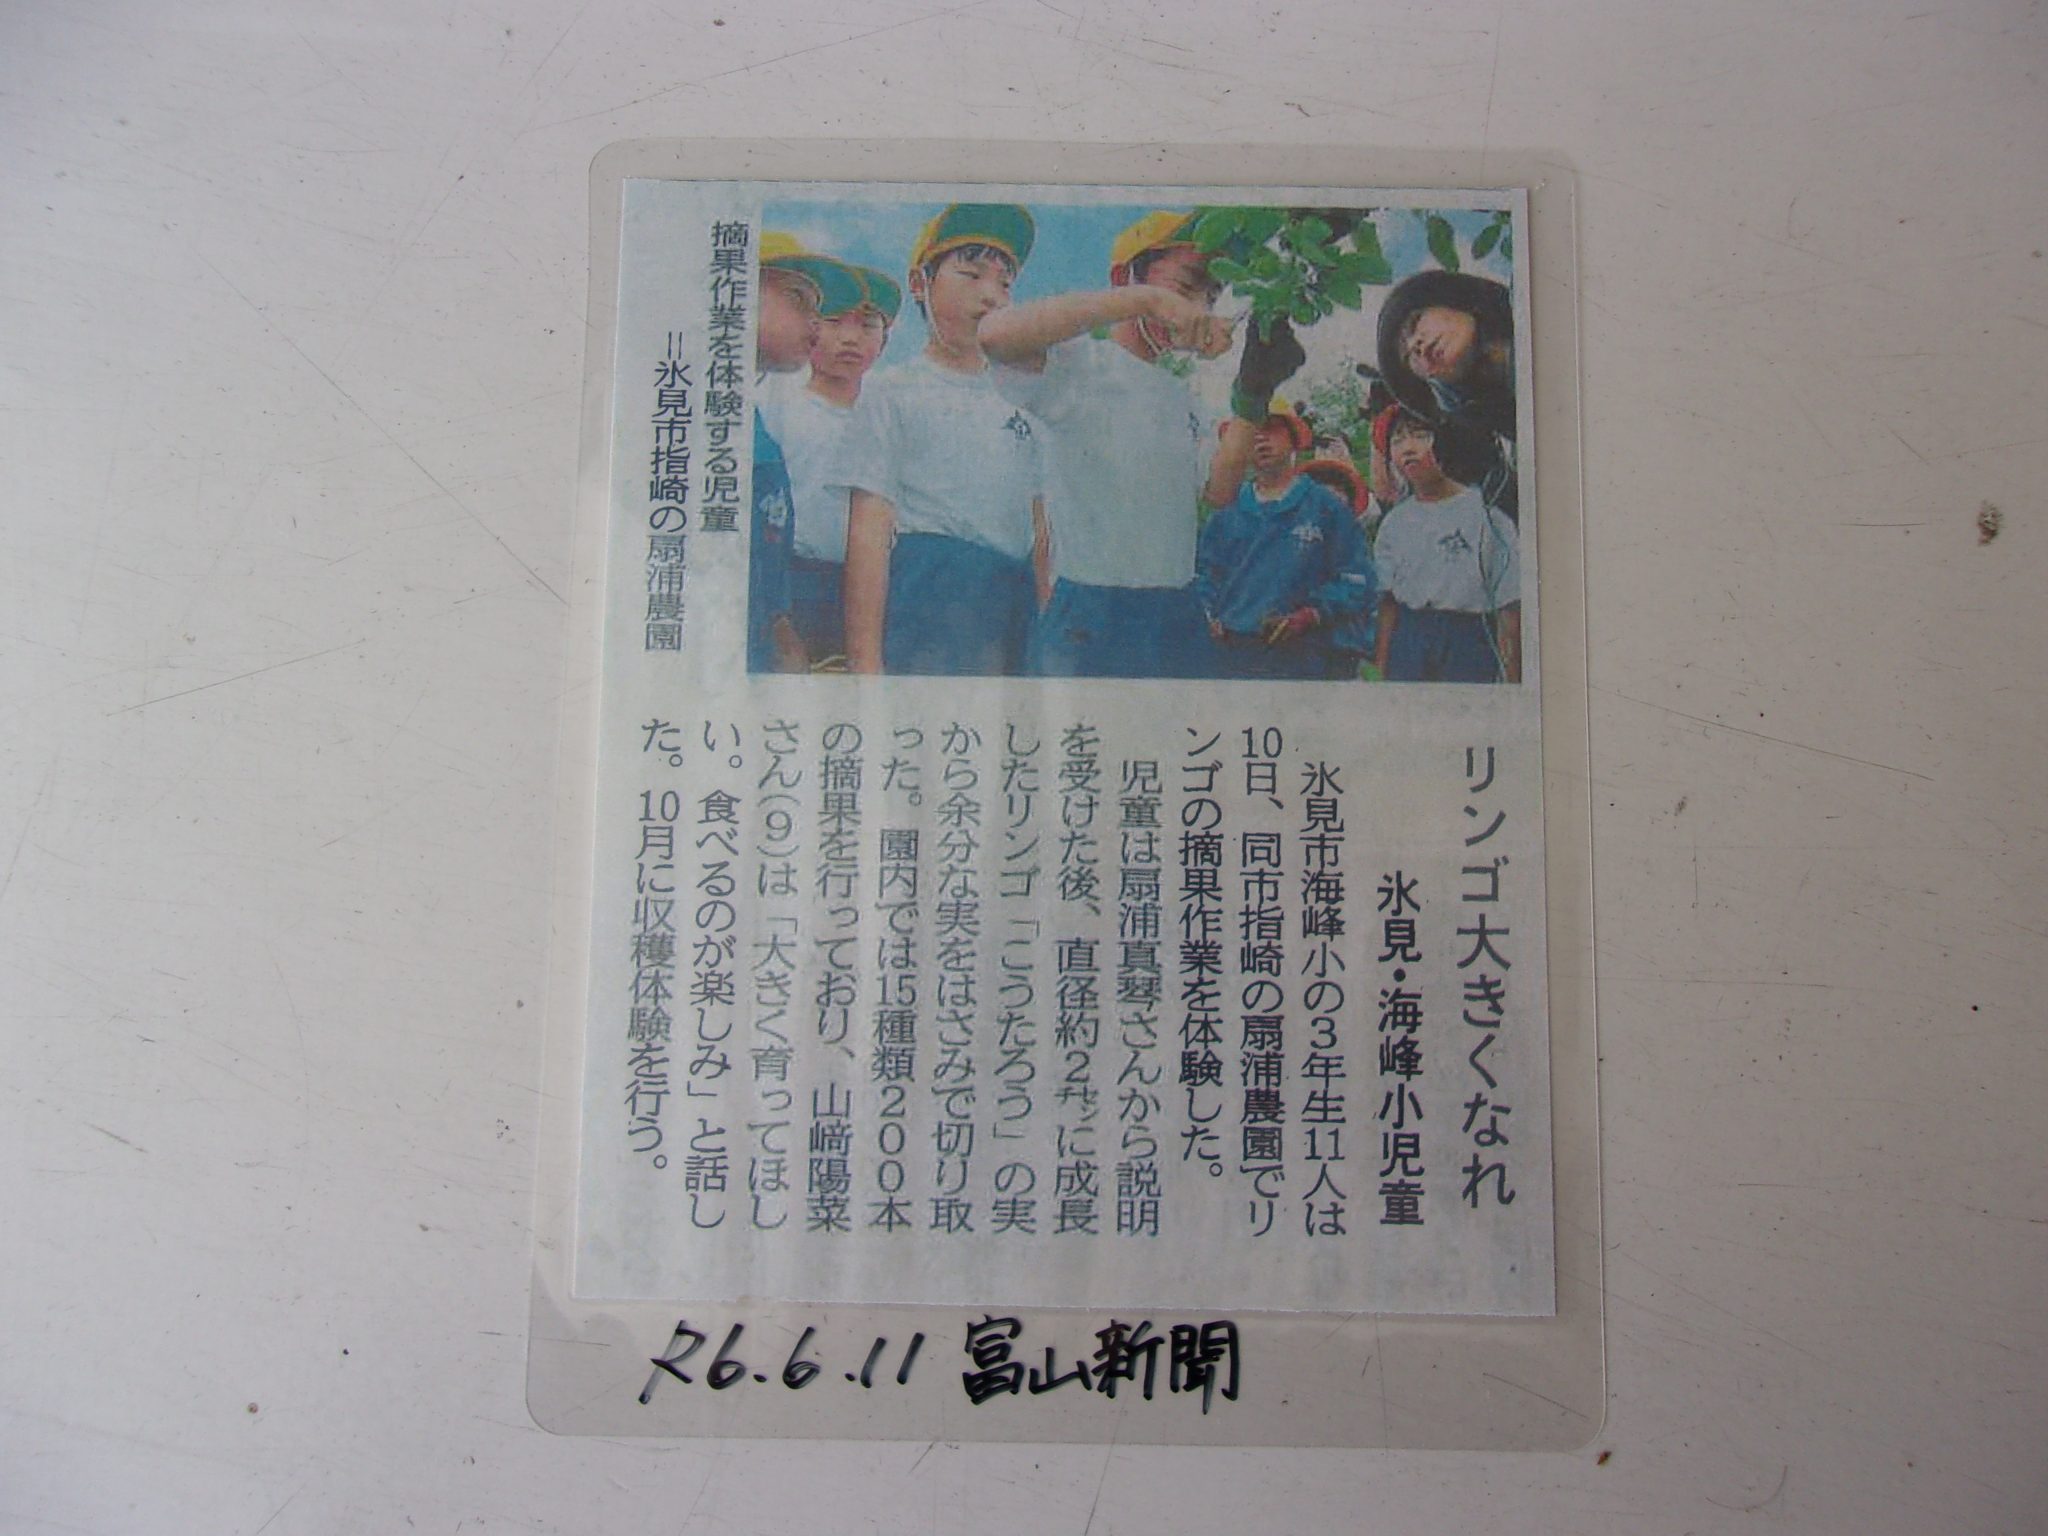 リンゴ大きくなれ
氷見・海峰小児童
氷見市海峰小の3年生11人は
10日、同市指崎の扇浦農園でリ
ンゴの摘果作業を体験した。
児童は扇浦真琴さんから説明
を受けた後、直径約2㌢に成長
したリンゴ「こうたろう」の実
から余分な実をはさみで切り取
った。園内では15種類200本
の摘果を行っており、山﨑陽菜
さん(9)は「大きく育ってほし
い。食べるのが楽しみ」と話し
た。10月に収穫体験を行う。
摘果作業を体験する児童
=氷見市指崎の扇浦農園
R6.6.11 富山新聞